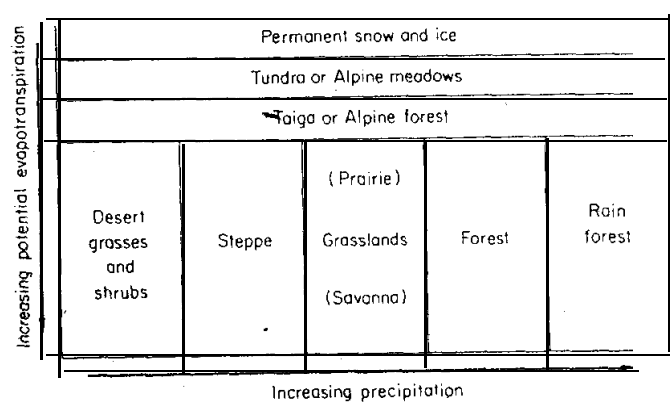 Permanent snow and ice
Tundra or Alpine meadows
Taiga or Alpine forest
Increasing potential evapotranspiration
Desert
grasses
and
shrubs
Steppe
(Prairie)
Grasslands
(Savanna)
Forest
Rain
forest
Increasing precipitation